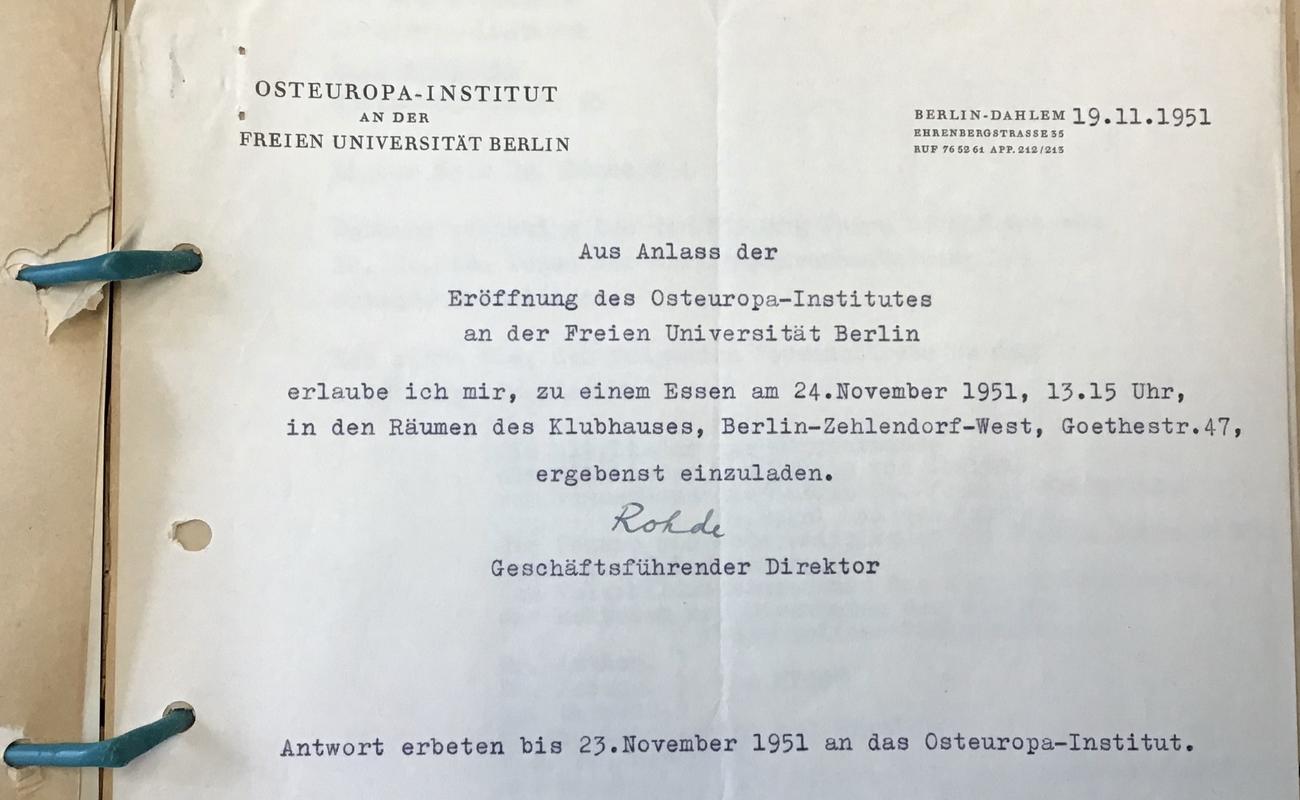 OSTEUROPA-INSTITUT
AN DER
FREIEN UNIVERSITÄT BERLIN
BERLIN-DAHLEM 19.11.1951
EHRENBERGSTRASSE 35
RUF 76 52 61 APP. 212/213
Aus Anlass der
Eröffnung des Osteuropa-Institutes
an der Freien Universität Berlin
erlaube ich mir, zu einem Essen am 24.November 1951, 13.15 Uhr,
in den Räumen des Klubhauses, Berlin-Zehlendorf-West, Goethestr.47,
ergebenst einzuladen.
Rohde
Geschäftsführender Direktor
Antwort erbeten bis 23.November 1951 an das Osteuropa-Institut.